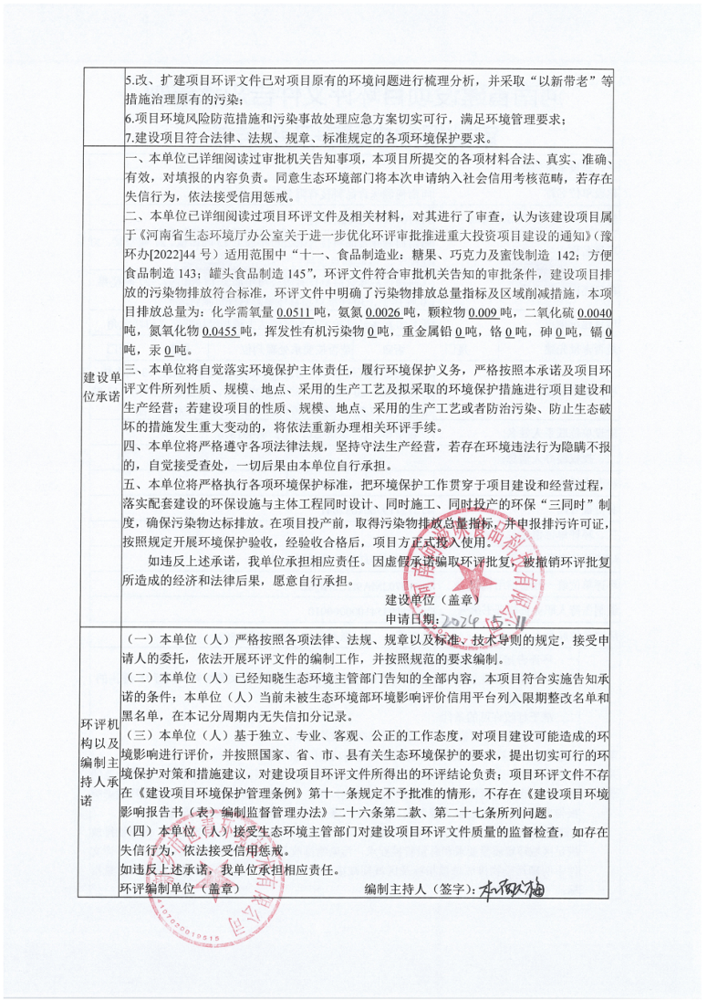 5.改、扩建项目环评文件已对项目原有的环境问题进行梳理分析，并采取“以新带老”等
措施治理原有的污染；
6.项目环境风险防范措施和污染事故处理应急方案切实可行，满足环境管理要求；
7.建设项目符合法律、法规、规章、标准规定的各项环境保护要求。
建设单
位承诺
一、本单位已详细阅读过审批机关告知事项，本项目所提交的各项材料合法、真实、准确、
有效，对填报的内容负责。同意生态环境部门将本次申请纳入社会信用考核范畴，若存在
失信行为，依法接受信用惩戒。
二、本单位已详细阅读过项目环评文件及相关材料，对其进行了审查，认为该建设项目属
于《河南省生态环境厅办公室关于进一步优化环评审批推进重大投资项目建设的通知》（豫
环办[2022]44 号）适用范围中“十一、食品制造业：糖果、巧克力及蜜饯制造 142；方便
食品制造 143；罐头食品制造 145”，环评文件符合审批机关告知的审批条件，建设项目排
放的污染物排放符合标准，环评文件中明确了污染物排放总量指标及区域削减措施，本项
目排放总量为：化学需氧量 0.0511 吨，氨氮 0.0026 吨，颗粒物 0.009 吨，二氧化硫 0.0040
吨，氮氧化物 0.0455 吨，挥发性有机污染物 0 吨，重金属铅 0 吨，铬 0 吨，砷 0 吨，镉 0
吨，汞 0 吨。
三、本单位将自觉落实环境保护主体责任，履行环境保护义务，严格按照本承诺及项目环
评文件所列性质、规模、地点、采用的生产工艺及拟采取的环境保护措施进行项目建设和
生产经营；若建设项目的性质、规模、地点、采用的生产工艺或者防治污染、防止生态破
坏的措施发生重大变动的，将依法重新办理相关环评手续。
四、本单位将严格遵守各项法律法规，坚持守法生产经营，若存在环境违法行为隐瞒不报
的，自觉接受查处，一切后果由本单位自行承担。
五、本单位将严格执行各项环境保护标准，把环境保护工作贯穿于项目建设和经营过程，
落实配套建设的环保设施与主体工程同时设计、同时施工、同时投产的环保“三同时”制
度，确保污染物达标排放。在项目投产前，取得污染物排放总量指标，并申报排污许可证，
按照规定开展环境保护验收，经验收合格后，项目方正式投入使用。
如违反上述承诺，我单位承担相应责任。因虚假承诺骗取环评批复，被撤销环评批复
所造成的经济和法律后果，愿意自行承担。
建设单位（盖章）
申请日期：2024.5.11
环评机
构以及
编制主
持人承
诺
（一）本单位（人）严格按照各项法律、法规、规章以及标准、技术导则的规定，接受申
请人的委托，依法开展环评文件的编制工作，并按照规范的要求编制。
（二）本单位（人）已经知晓生态环境主管部门告知的全部内容，本项目符合实施告知承
诺的条件；本单位（人）当前未被生态环境部环境影响评价信用平台列入限期整改名单和
黑名单，在本记分周期内无失信扣分记录。
（三）本单位（人）基于独立、专业、客观、公正的工作态度，对项目建设可能造成的环
境影响进行评价，并按照国家、省、市、县有关生态环境保护的要求，提出切实可行的环
境保护对策和措施建议，对建设项目环评文件所得出的环评结论负责；项目环评文件不存
在《建设项目环境保护管理条例》第十一条规定不予批准的情形，不存在《建设项目环境
影响报告书（表）编制监督管理办法》二十六条第二款、第二十七条所列问题。
（四）本单位（人）接受生态环境主管部门对建设项目环评文件质量的监督检查，如存在
失信行为，依法接受信用惩戒。
如违反上述承诺，我单位承担相应责任。
环评编制单位（盖章） 编制主持人（签字）：
4107020019515